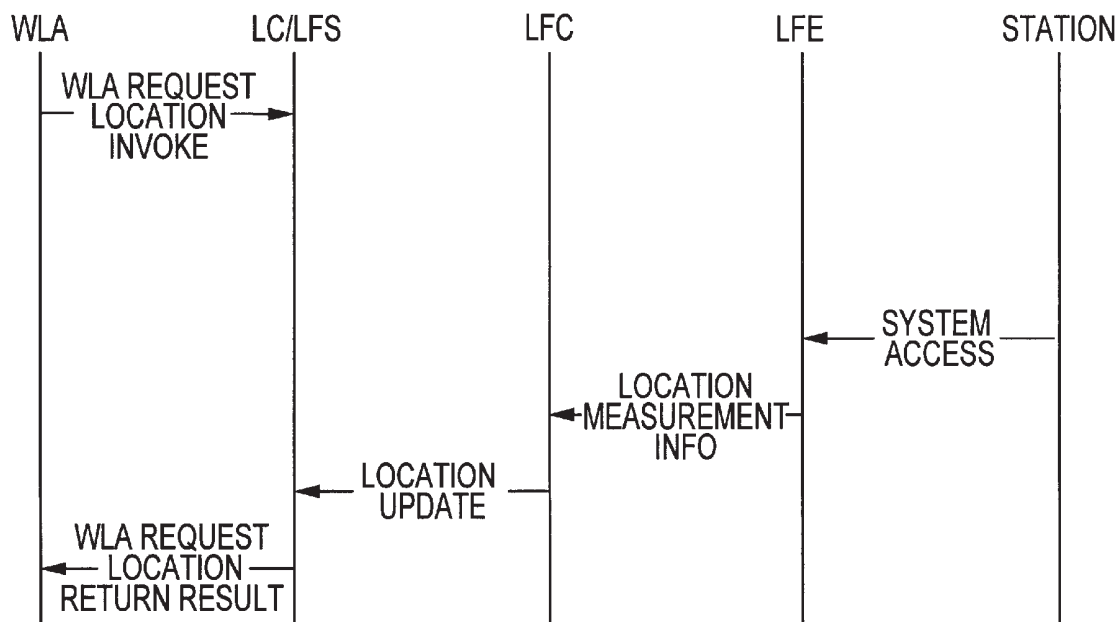 WLA LC/LFS LFC LFE STATION
WLA REQUEST
LOCATION
INVOKE
SYSTEM
ACCESS
LOCATION
MEASUREMENT
INFO
LOCATION
UPDATE
WLA REQUEST
LOCATION
RETURN RESULT